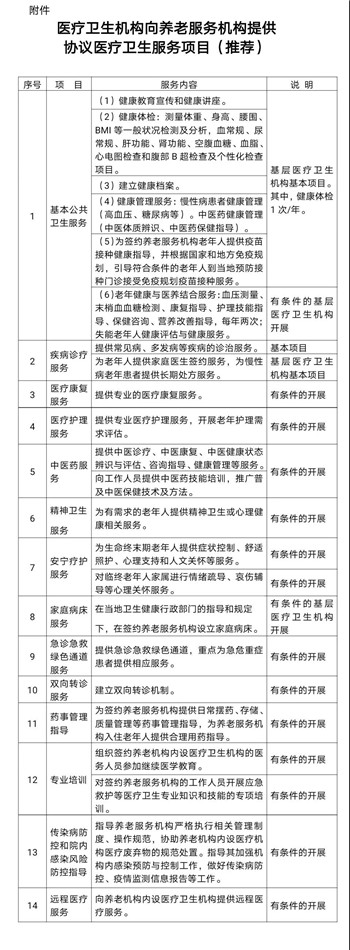 附件
医疗卫生机构向养老服务机构提供
协议医疗卫生服务项目（推荐）
序号 项 目 服务内容 说 明
1
基本公共
卫生服务
（1）健康教育宣传和健康讲座。
（2）健康体检：测量体重、身高、腰围、
BMI 等一般状况检测及分析，血常规、尿
常规、肝功能、肾功能、空腹血糖、血脂、
心电图检查和腹部 B 超检查及个性化检查
项目。
（3）建立健康档案。
（4）健康管理服务：慢性病患者健康管理
（高血压、糖尿病等）。中医药健康管理
（中医体质辨识、中医药保健指导）。
（5）为签约养老服务机构老年人提供疫苗
接种健康指导，并根据国家和地方免疫规
划，引导符合条件的老年人到当地预防接
种门诊接受免疫规划疫苗接种服务。
基层医疗卫生
机构基本项目。
其中，健康体检
1 次/年。
（6）老年健康与医养结合服务：血压测量、
末梢血血糖检测、康复指导、护理技能指
导、保健咨询、营养改善指导，每年两次；
失能老年人健康评估与健康服务。
有条件的基层
医疗卫生机构
开展
2
疾病诊疗
服务
提供常见病、多发病等疾病的诊治服务。
基本项目
为老年人提供家庭医生签约服务，为慢性
病老年患者提供长期处方服务。
基层医疗卫生
机构基本项目
3
医疗康复
服务
提供专业的医疗康复服务。
有条件的开展
4
医疗护理
服务
提供专业医疗护理服务，开展老年护理需
求评估。
有条件的开展
5
中医药服
务
提供中医诊疗、中医康复、中医健康状态
辨识与评估、咨询指导、健康管理等服务。
向工作人员提供中医药技能培训，推广普
及中医保健技术及方法。
有条件的开展
6
精神卫生
服务
为有需求的老年人提供精神卫生或心理健
康相关服务。
有条件的开展
7
安宁疗护
服务
为生命终末期老年人提供症状控制、舒适
照护、心理支持和人文关怀等服务。
有条件的开展
对临终老年人家属进行情绪疏导、哀伤辅
导等心理关怀服务。
有条件的开展
8
家庭病床
服务
在当地卫生健康行政部门的指导和规定
下，在签约养老服务机构设立家庭病床。
有条件的基层
医疗卫生机构
开展
9
急诊急救
绿色通道
服务
提供急诊急救绿色通道，重点为急危重症
患者提供相应服务。
有条件的开展
10
双向转诊
服务
建立双向转诊机制。
有条件的开展
11
药事管理
指导
为签约养老服务机构提供日常摆药、存储、
质量管理等药事管理指导，为养老服务机
构入住老年人提供合理用药指导。
有条件的开展
12
专业培训
组织签约养老机构内设医疗卫生机构的医
务人员参加继续医学教育。
有条件的开展
对签约养老服务机构的工作人员开展应急
救护等医疗卫生专业知识和技能的专项培
训。
有条件的开展
13
传染病防
控和院内
感染风险
防控指导
指导养老服务机构严格执行相关管理制
度、操作规范，协助养老机构内设医疗机
构医疗废弃物的规范处置。指导其加强机
构内感染预防与控制工作，做好传染病防
控、疫情监测信息报告等工作。
有条件的开展
14
远程医疗
服务
向养老机构内设医疗卫生机构提供远程医
疗服务。
有条件的开展